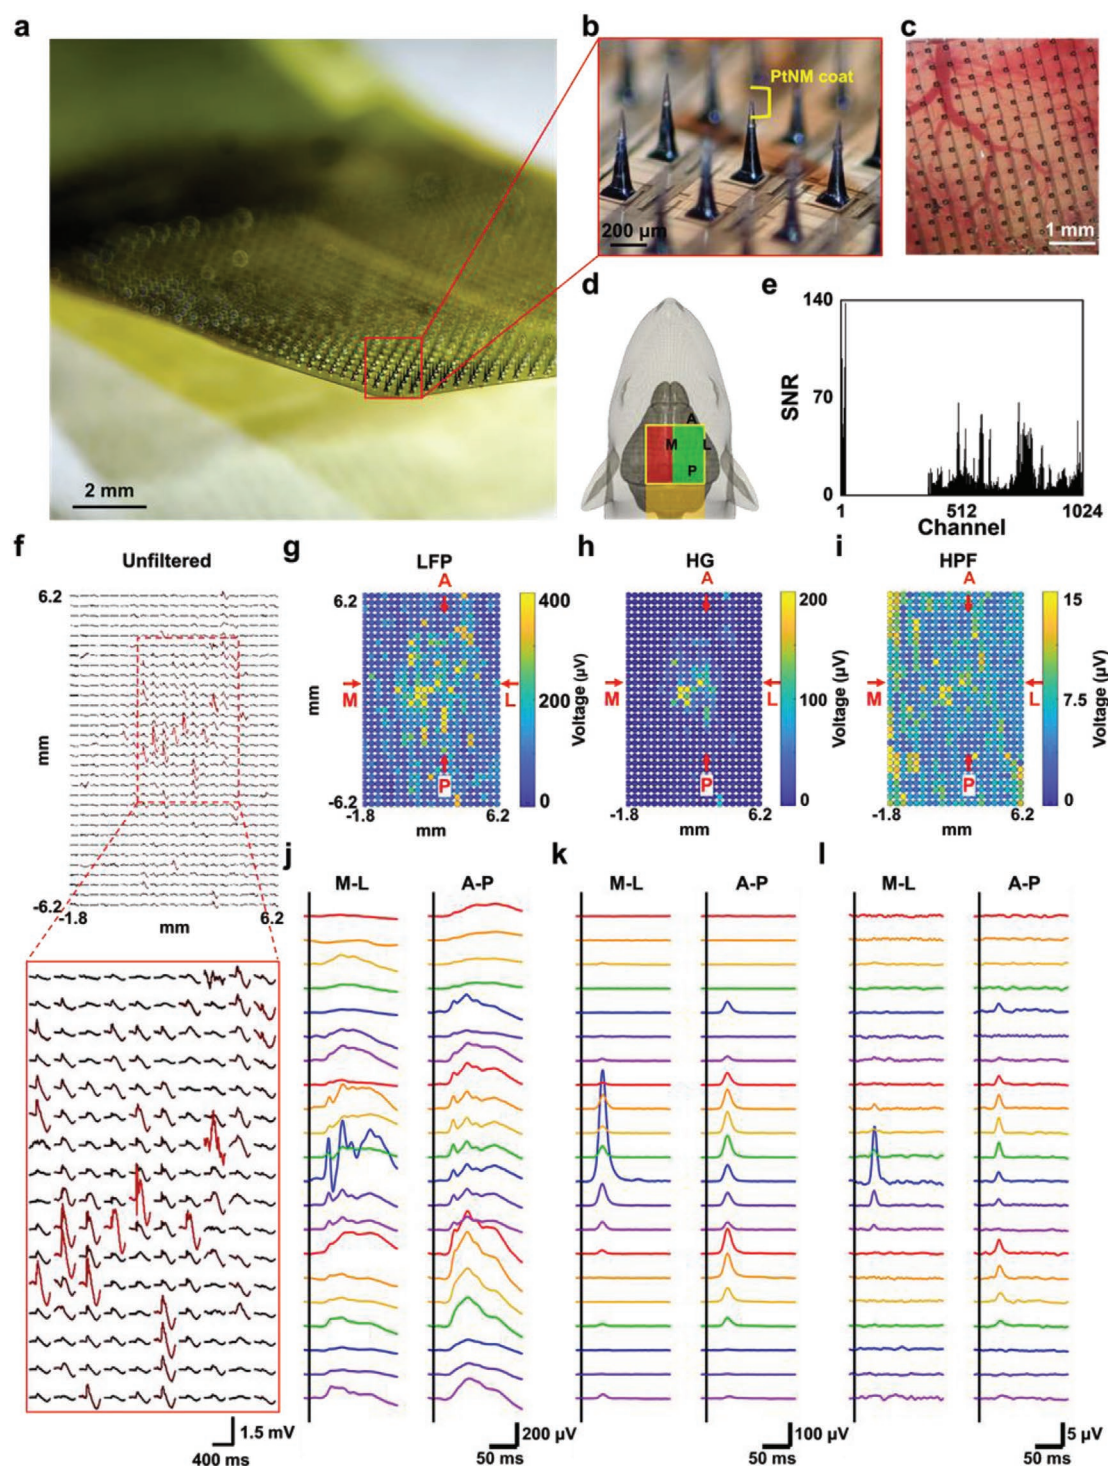 a
b
c
PtNM coat
200 µm
1 mm
2 mm
d
A
M
L
P
e
140
70
0
SNR
1
512
1024
Channel
f
Unfiltered
6.2
mm
-6.2
-1.8
6.2
mm
g
LFP
A
6.2
mm
M
L
P
-6.2
-1.8
6.2
mm
400
200
0
Voltage (µV)
h
HG
A
M
L
P
-1.8
6.2
mm
200
100
0
Voltage (µV)
i
HPF
A
M
L
P
-1.8
6.2
mm
15
7.5
0
Voltage (µV)
1.5 mV
400 ms
j
M-L
A-P
200 µV
50 ms
k
M-L
A-P
100 µV
50 ms
l
M-L
A-P
5 µV
50 ms